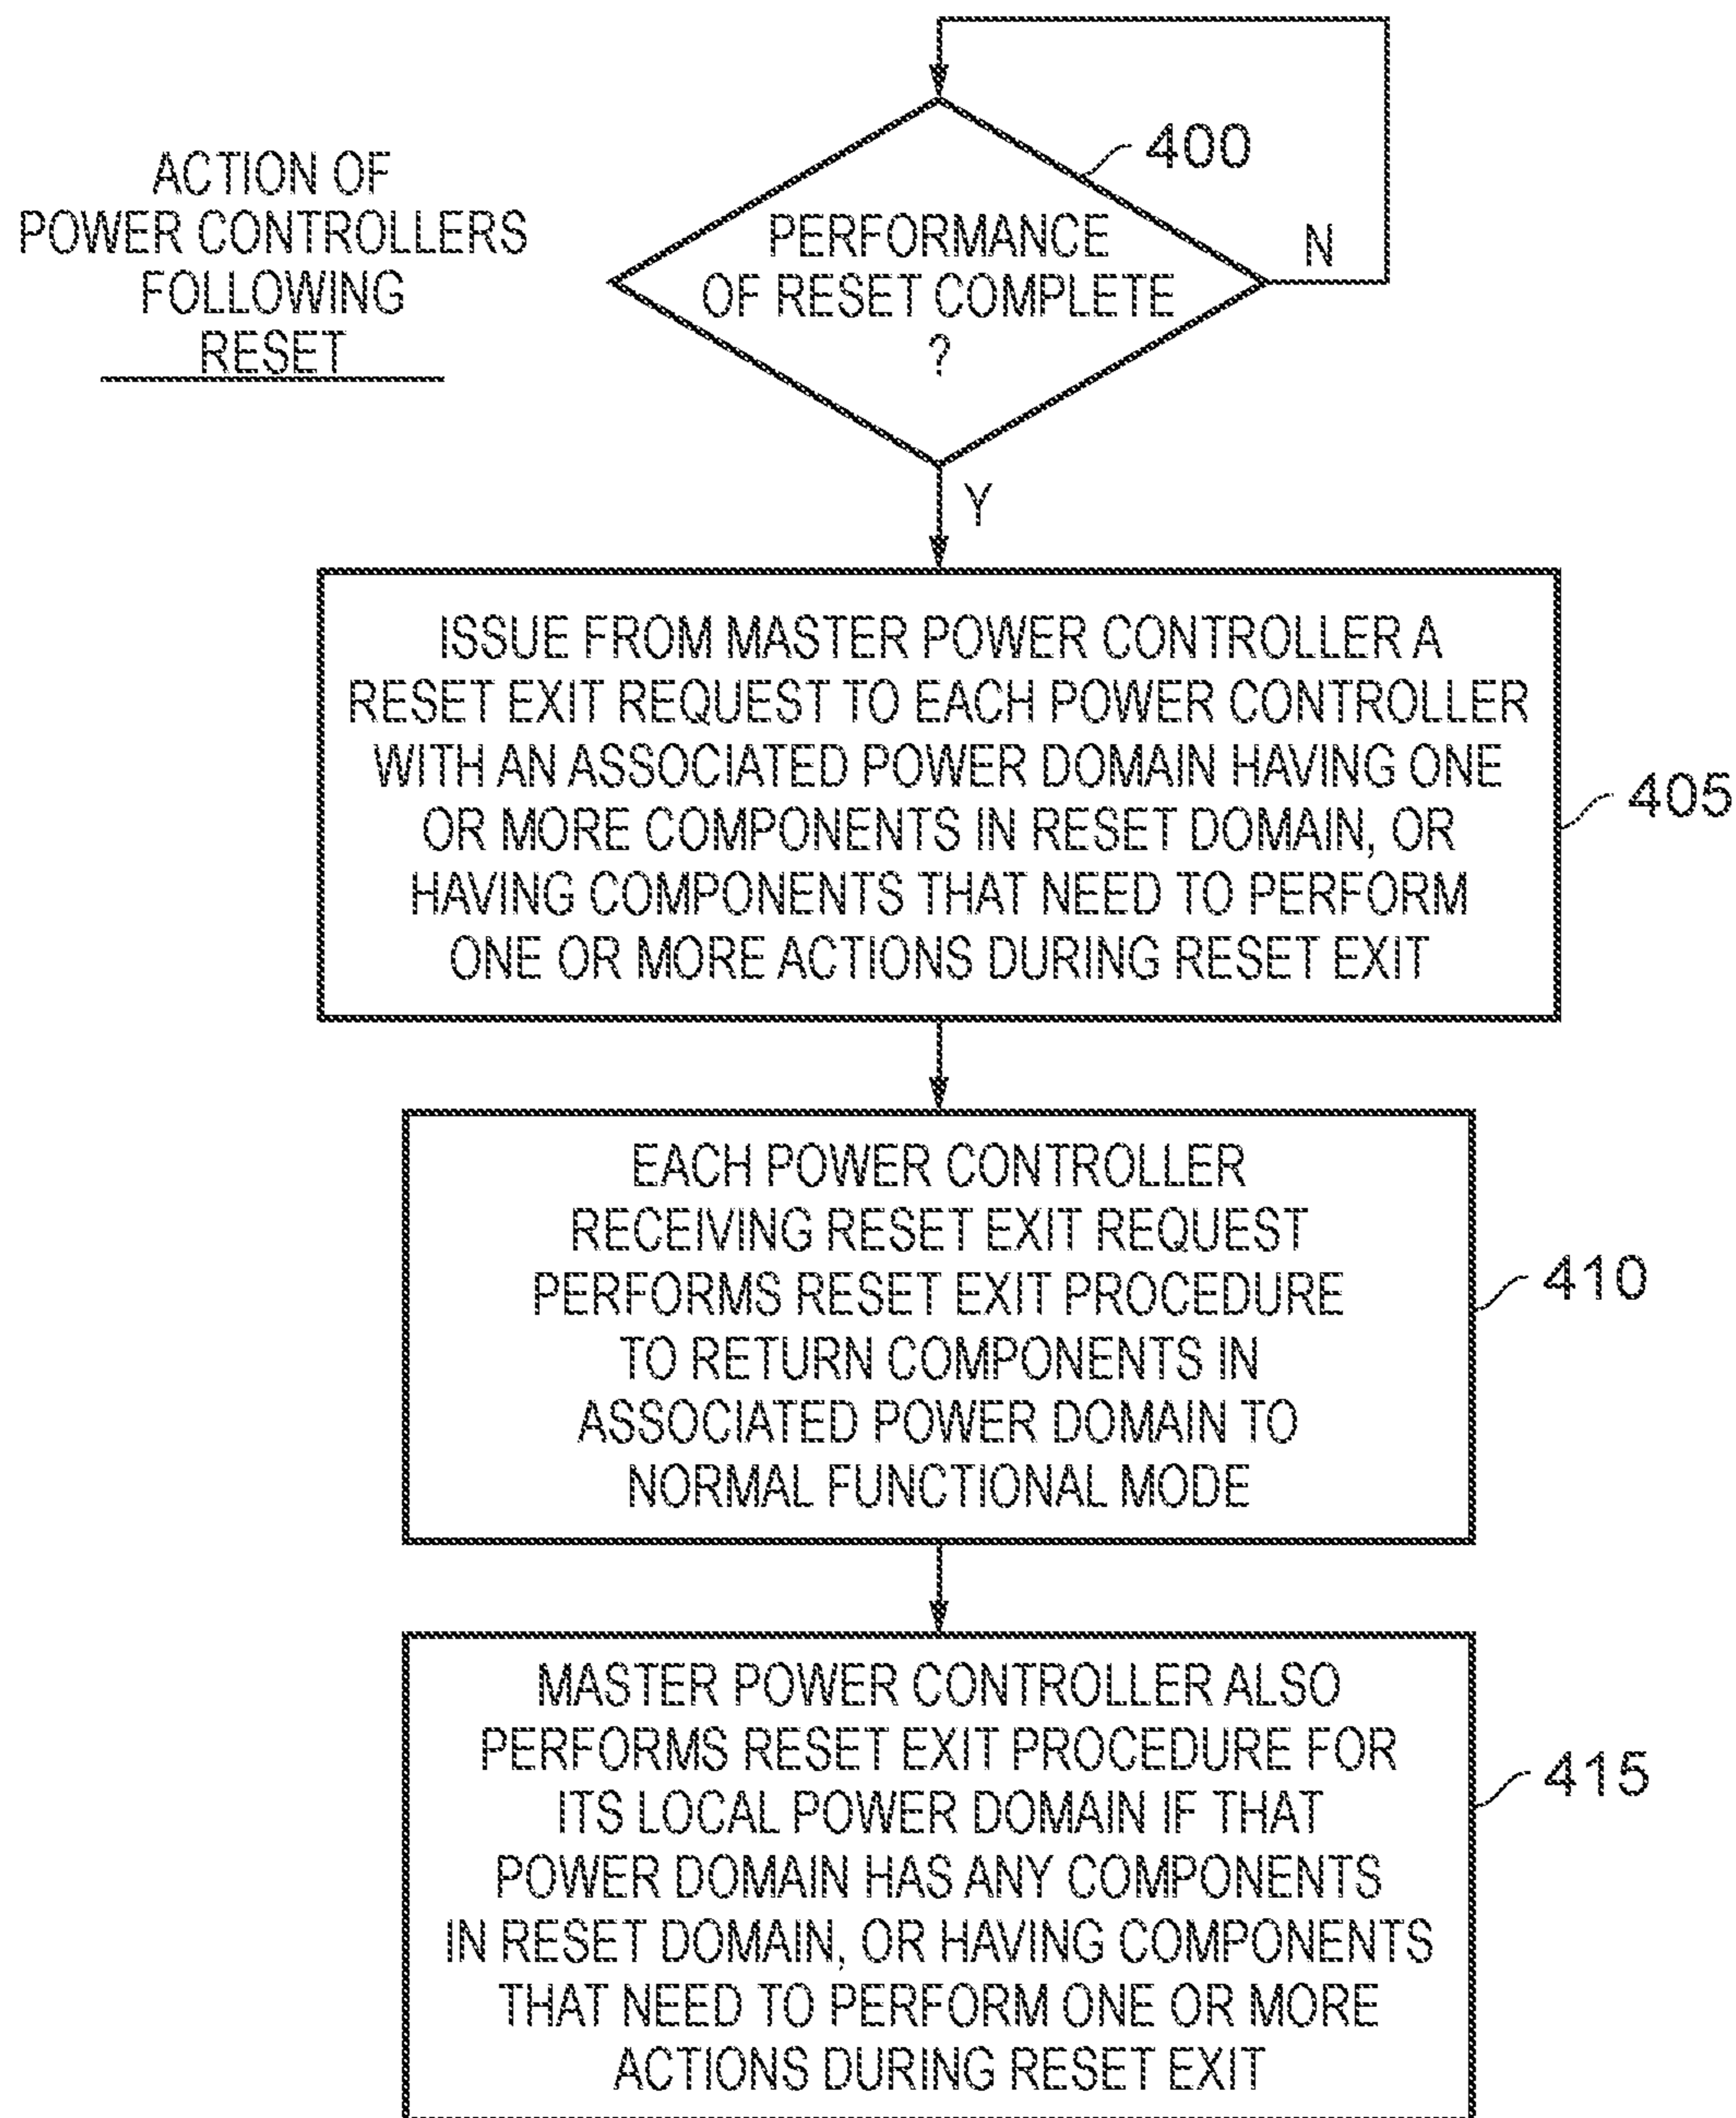 ACTION OF
POWER CONTROLLERS
FOLLOWING
RESET
400
PERFORMANCE
OF RESET COMPLETE
?
N
Y
ISSUE FROM MASTER POWER CONTROLLER A
RESET EXIT REQUEST TO EACH POWER CONTROLLER
WITH AN ASSOCIATED POWER DOMAIN HAVING ONE
OR MORE COMPONENTS IN RESET DOMAIN, OR
HAVING COMPONENTS THAT NEED TO PERFORM
ONE OR MORE ACTIONS DURING RESET EXIT
405
EACH POWER CONTROLLER
RECEIVING RESET EXIT REQUEST
PERFORMS RESET EXIT PROCEDURE
TO RETURN COMPONENTS IN
ASSOCIATED POWER DOMAIN TO
NORMAL FUNCTIONAL MODE
410
MASTER POWER CONTROLLER ALSO
PERFORMS RESET EXIT PROCEDURE FOR
ITS LOCAL POWER DOMAIN IF THAT
POWER DOMAIN HAS ANY COMPONENTS
IN RESET DOMAIN, OR HAVING COMPONENTS
THAT NEED TO PERFORM ONE OR MORE
ACTIONS DURING RESET EXIT
415